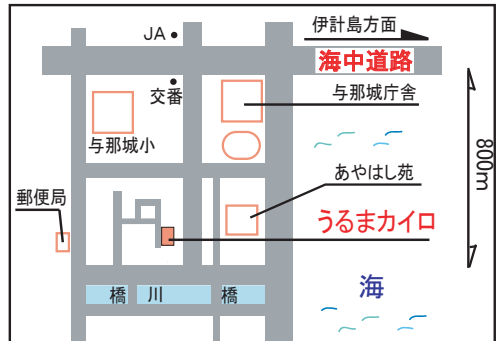 伊計島方面
JA
海中道路
交番
与那城庁舎
与那城小
800m
あやはし苑
郵便局
うるまカイロ
海
橋 川 橋